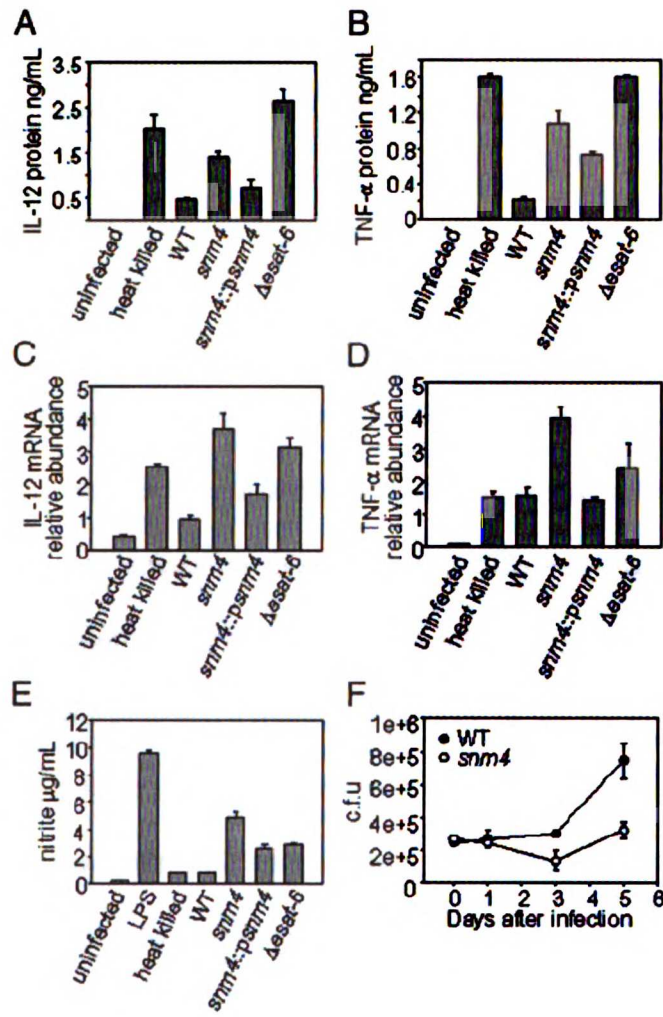 A
IL-12 protein ng/mL
3.5
2.5
1.5
0.5
uninfected
heat killed
WT
snm4
snm4::psnm4
Δesat-6
B
TNF-α protein ng/mL
1.6
1.2
0.8
0.4
0
uninfected
heat killed
WT
snm4
snm4::psnm4
Δesat-6
C
IL-12 mRNA
relative abundance
5
4
3
2
1
0
uninfected
heat killed
WT
snm4
snm4::psnm4
Δesat-6
D
TNF-α mRNA
relative abundance
5
4
3
2
1
0
uninfected
heat killed
WT
snm4
snm4::psnm4
Δesat-6
E
nitrite µg/mL
12
10
8
6
4
2
0
uninfected
LPS
heat killed
WT
snm4
snm4::psnm4
Δesat-6
F
c.f.u
1e+6
8e+5
6e+5
4e+5
2e+5
0
WT
snm4
0 1 2 3 4 5 6
Days after infection